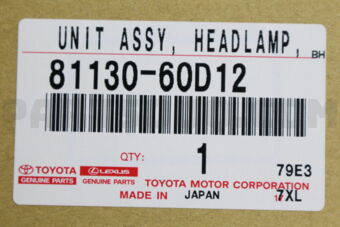 UNIT ASSY, HEADLAMP, BH
81130-60D12
QTY: 1 79E3
TOYOTA LEXUS
GENUINE PARTS GENUINE PARTS TOYOTA MOTOR CORPORATION
MADE IN JAPAN 7XL